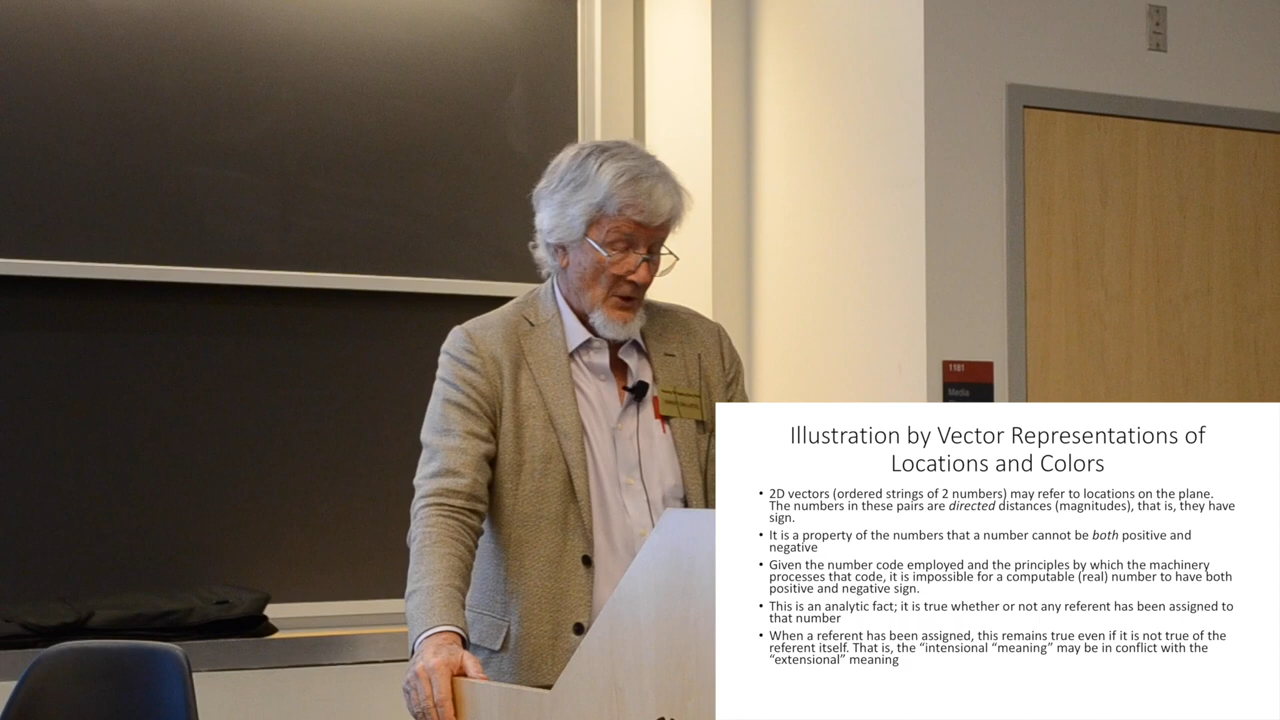 1181
Media
Illustration by Vector Representations of
Locations and Colors
• 2D vectors (ordered strings of 2 numbers) may refer to locations on the plane.
The numbers in these pairs are directed distances (magnitudes), that is, they have
sign.
• It is a property of the numbers that a number cannot be both positive and
negative
• Given the number code employed and the principles by which the machinery
processes that code, it is impossible for a computable (real) number to have both
positive and negative sign.
• This is an analytic fact; it is true whether or not any referent has been assigned to
that number
• When a referent has been assigned, this remains true even if it is not true of the
referent itself. That is, the “intensional “meaning” may be in conflict with the
“extensional” meaning